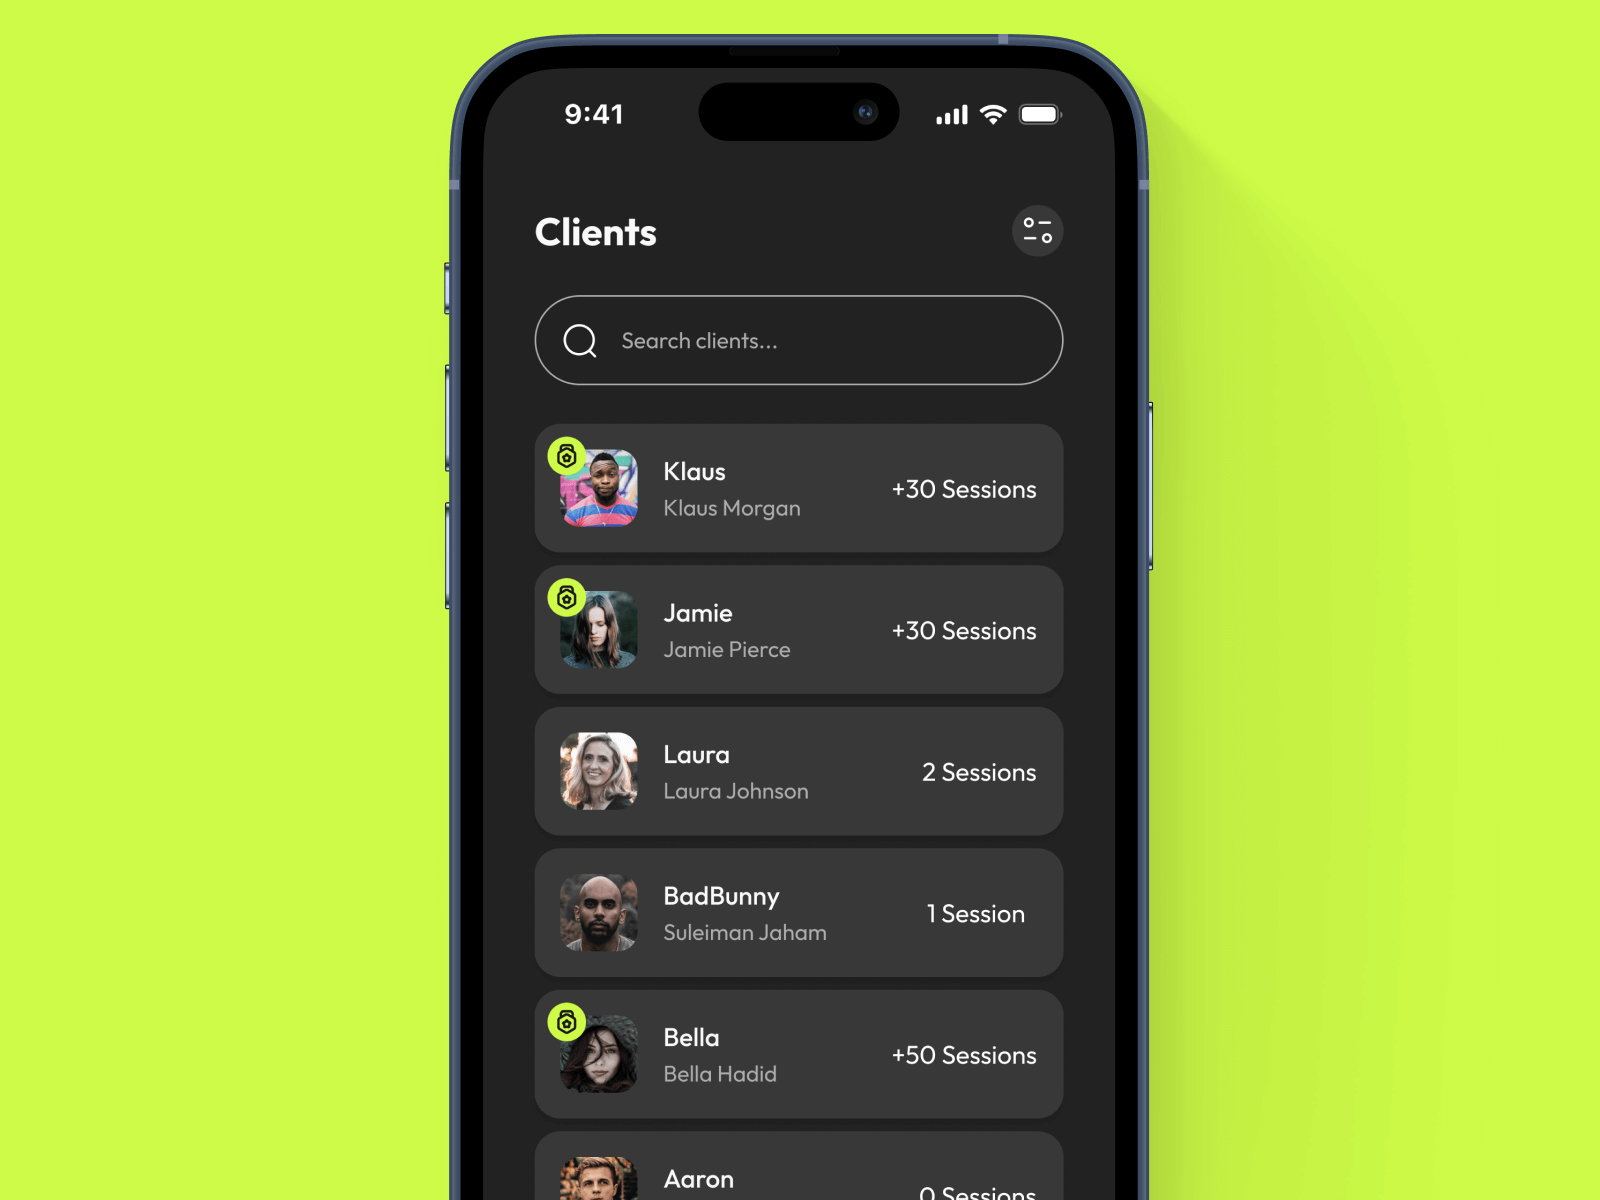 9:41
Clients
Search clients...
Klaus
Klaus Morgan
+30 Sessions
Jamie
Jamie Pierce
+30 Sessions
Laura
Laura Johnson
2 Sessions
BadBunny
Suleiman Jaham
1 Session
Bella
Bella Hadid
+50 Sessions
Aaron
0 Sessions